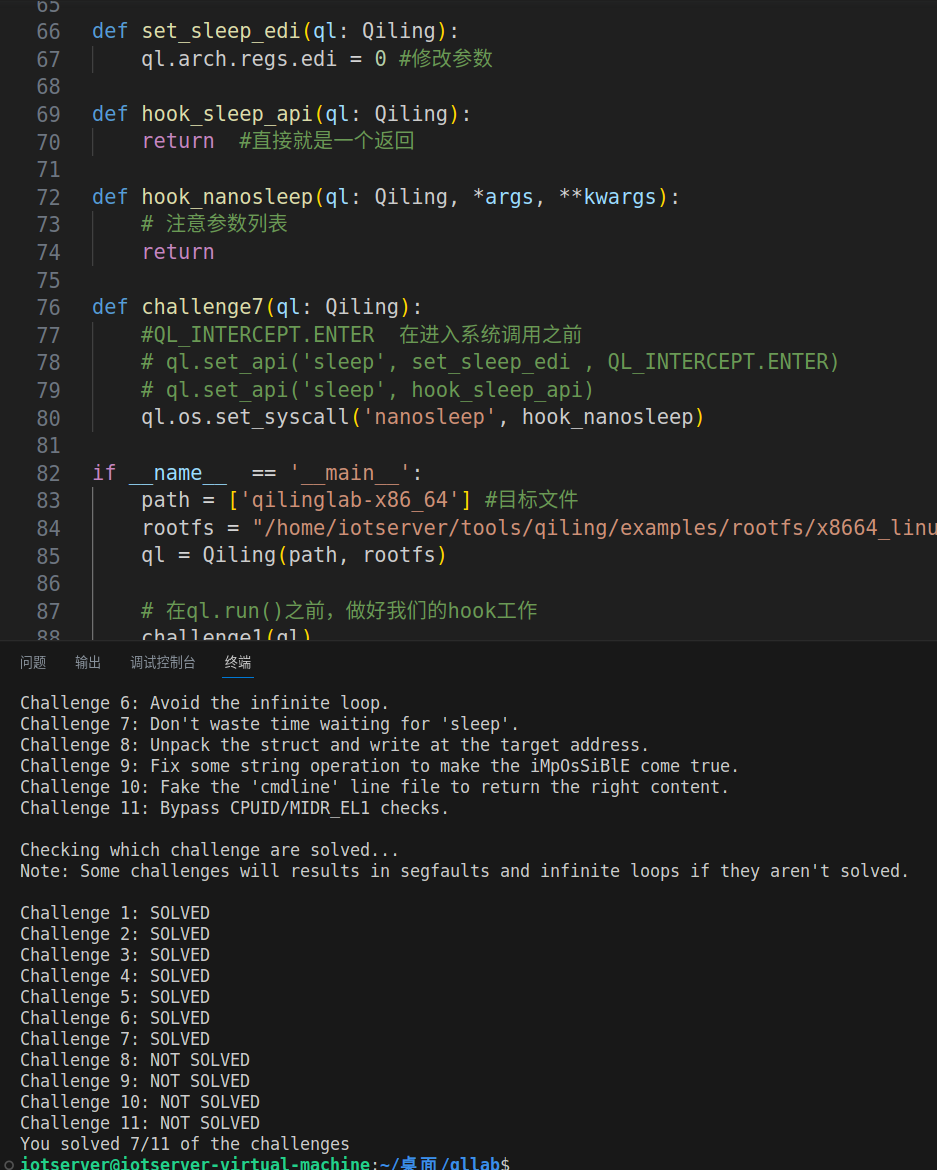 65
66 def set_sleep_edi(ql: Qiling):
67     ql.arch.regs.edi = 0 #修改参数
68
69 def hook_sleep_api(ql: Qiling):
70     return  #直接就是一个返回
71
72 def hook_nanosleep(ql: Qiling, *args, **kwargs):
73     # 注意参数列表
74     return
75
76 def challenge7(ql: Qiling):
77     #QL_INTERCEPT.ENTER  在进入系统调用之前
78     # ql.set_api('sleep', set_sleep_edi , QL_INTERCEPT.ENTER)
79     # ql.set_api('sleep', hook_sleep_api)
80     ql.os.set_syscall('nanosleep', hook_nanosleep)
81
82 if __name__  == '__main__':
83     path = ['qilinglab-x86_64'] #目标文件
84     rootfs = "/home/iotserver/tools/qiling/examples/rootfs/x8664_linu
85     ql = Qiling(path, rootfs)
86
87     # 在ql.run()之前，做好我们的hook工作
88     challenge1(ql)
问题 输出 调试控制台 终端
Challenge 6: Avoid the infinite loop.
Challenge 7: Don't waste time waiting for 'sleep'.
Challenge 8: Unpack the struct and write at the target address.
Challenge 9: Fix some string operation to make the iMpOsSiBlE come true.
Challenge 10: Fake the 'cmdline' line file to return the right content.
Challenge 11: Bypass CPUID/MIDR_EL1 checks.
Checking which challenge are solved...
Note: Some challenges will results in segfaults and infinite loops if they aren't solved.
Challenge 1: SOLVED
Challenge 2: SOLVED
Challenge 3: SOLVED
Challenge 4: SOLVED
Challenge 5: SOLVED
Challenge 6: SOLVED
Challenge 7: SOLVED
Challenge 8: NOT SOLVED
Challenge 9: NOT SOLVED
Challenge 10: NOT SOLVED
Challenge 11: NOT SOLVED
You solved 7/11 of the challenges
iotserver@iotserver-virtual-machine:~/桌面/qllab$